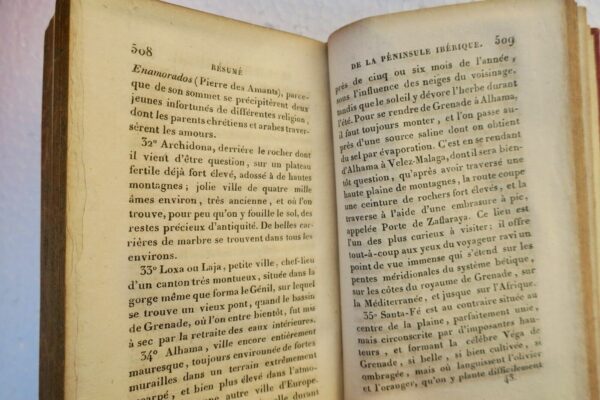 508
RÉSUMÉ
Enamorados (Pierre des Amants), parce-
que de son sommet se précipitèrent deux
jeunes infortunés de différentes religion,
dont les parents chrétiens et arabes traver-
sèrent les amours.
32° Archidona, derrière le rocher dont
il vient d'être question, sur un plateau
fertile déjà fort élevé, adossé à de hautes
montagnes; jolie ville de quatre mille
âmes environ, très ancienne, et où l'on
trouve, pour peu qu'on y fouille le sol, des
restes précieux d'antiquité. De belles car-
rières de marbre se trouvent dans tous les
environs.
33° Loxa ou Laja, petite ville, chef-lieu
d'un canton très montueux, située dans la
gorge même que forme le Génil, sur lequel
se trouve un vieux pont, quand le bassin
de Grenade, où l'on entre bientôt, fut mis
à sec par la retraite des eaux intérieures.
34° Alhama, ville encore entièrement
mauresque, toujours environnée de fortes
murailles dans un terrain extrêmement
escarpé, et bien plus élevé dans l'atmo-
autre ville d'Europe.
durant
DE LA PÉNINSULE IBÉRIQUE. 509
près de cinq ou six mois de l'année,
sous l'influence des neiges du voisinage,
tandis que le soleil y dévore l'herbe durant
l'été. Pour se rendre de Grenade à Alhama,
il faut toujours monter, et l'on passe au-
près d'une source saline dont on obtient
du sel par évaporation. C'est en se rendant
d'Alhama à Velez-Malaga, dont il sera bien-
tôt question, qu'après avoir traversé une
haute plaine de montagnes, la route coupe
une ceinture de rochers fort élevés, et la
traverse à l'aide d'une embrasure à pic,
appelée Porte de Zaffaraya. Ce lieu est
l'un des plus curieux à visiter; il offre
tout-à-coup aux yeux du voyageur ravi un
point de vue immense qui s'étend sur les
pentes méridionales du système bétique,
sur les côtes du royaume de Grenade, sur
la Méditerranée, et jusque sur l'Afrique.
35° Santa-Fé est au contraire située au
centre de la plaine, parfaitement unie,
mais circonscrite par d'imposantes hau-
teurs, et formant la célèbre Véga de
Grenade, si belle, si bien cultivée, si
ombragée, mais où languissent l'olivier
et l'oranger, qu'on y plante difficilement